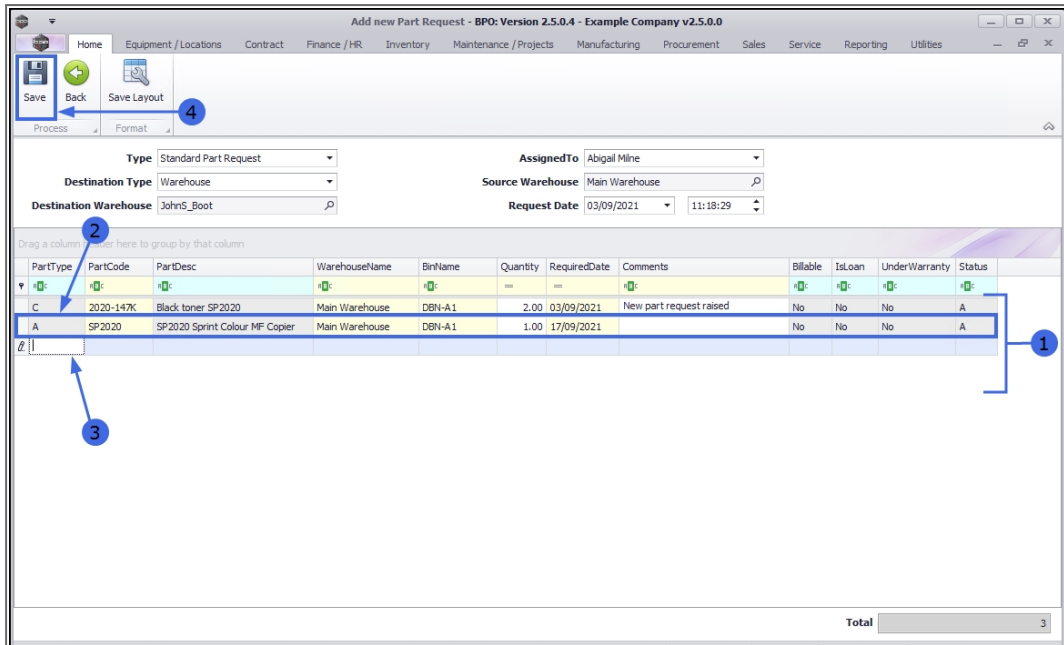 Add new Part Request - BPO: Version 2.5.0.4 - Example Company v2.5.0.0
Home Equipment / Locations Contract Finance / HR Inventory Maintenance / Projects Manufacturing Procurement Sales Service Reporting Utilities
Save Back Save Layout
4
Process Format
Type Standard Part Request AssignedTo Abigail Milne
Destination Type Warehouse Source Warehouse Main Warehouse
Destination Warehouse JohnS_Boot Request Date 03/09/2021 11:18:29
2
Drag a column header here to group by that column
PartType PartCode PartDesc WarehouseName BinName Quantity RequiredDate Comments Billable IsLoan UnderWarranty Status
C 2020-147K Black toner SP2020 Main Warehouse DBN-A1 2.00 03/09/2021 New part request raised No No No A
A SP2020 SP2020 Sprint Colour MF Copier Main Warehouse DBN-A1 1.00 17/09/2021 No No No A
1
3
Total 3